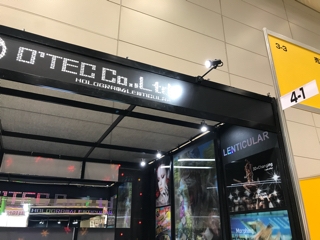 O'TEC Co.,Ltd
HOLOGRAM/LENTICULAR
3-3
4-1
LENTICULAR